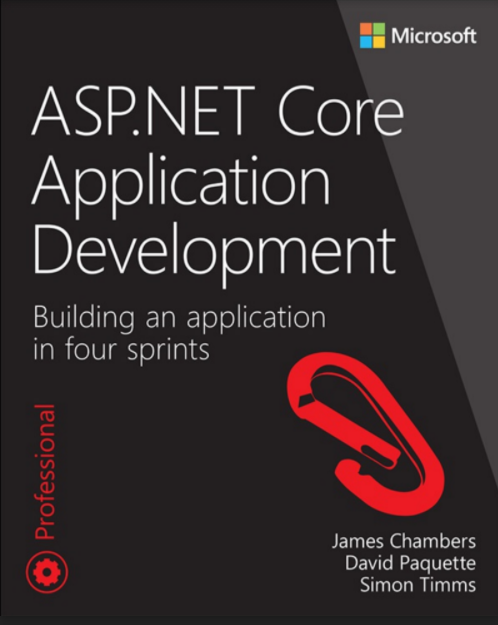 Microsoft
ASP.NET Core
Application
Development
Building an application
in four sprints
Professional
James Chambers
David Paquette
Simon Timms